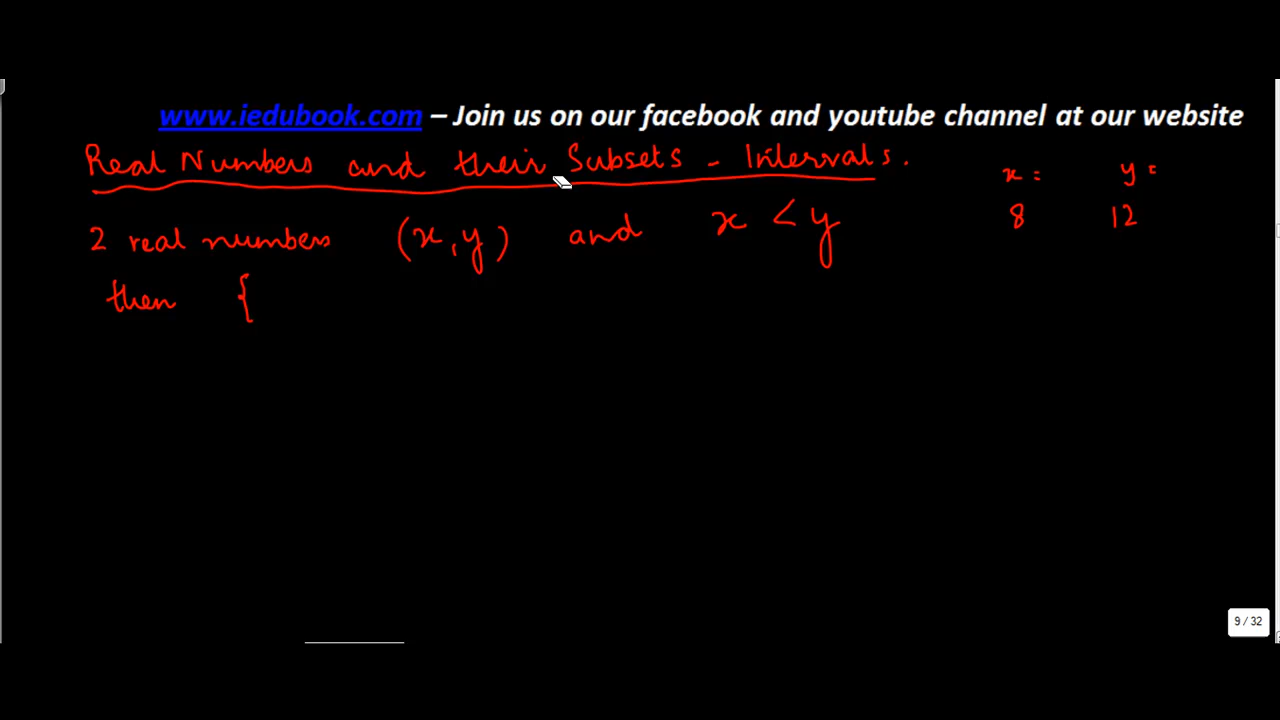 www.iedubook.com – Join us on our facebook and youtube channel at our website
Real Numbers and their Subsets - Intervals.
x = y =
2 real numbers (x, y) and x < y
8 12
then {
9 / 32